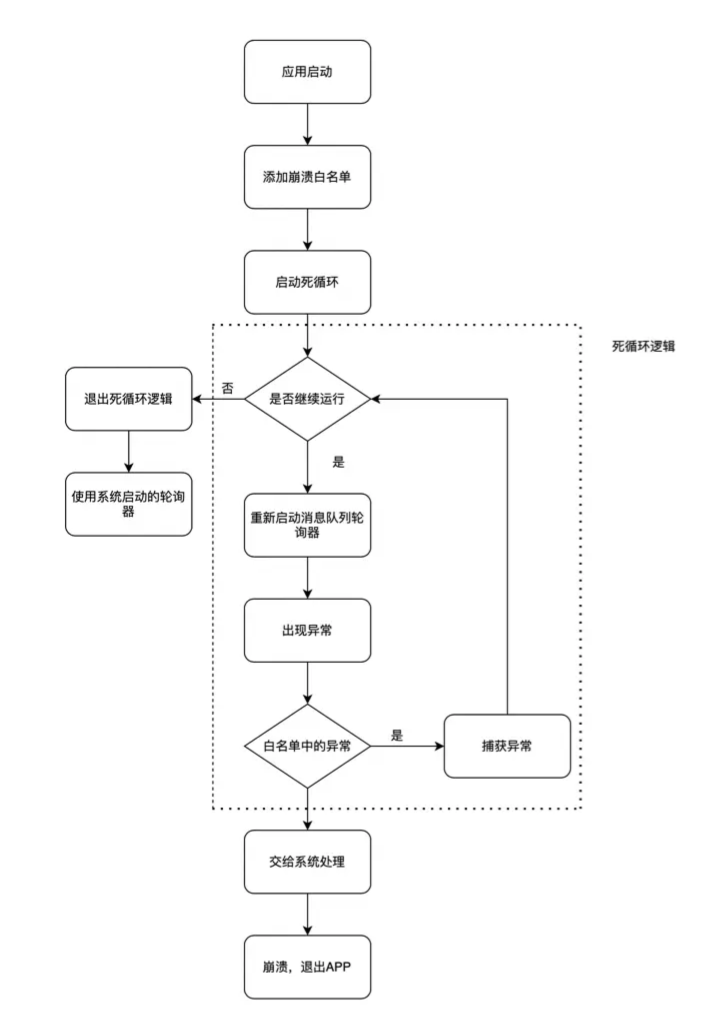 应用启动
添加崩溃白名单
启动死循环
死循环逻辑
退出死循环逻辑
否
是否继续运行
是
使用系统启动的轮询
器
重新启动消息队列轮
询器
出现异常
白名单中的异常
是
捕获异常
交给系统处理
崩溃，退出APP